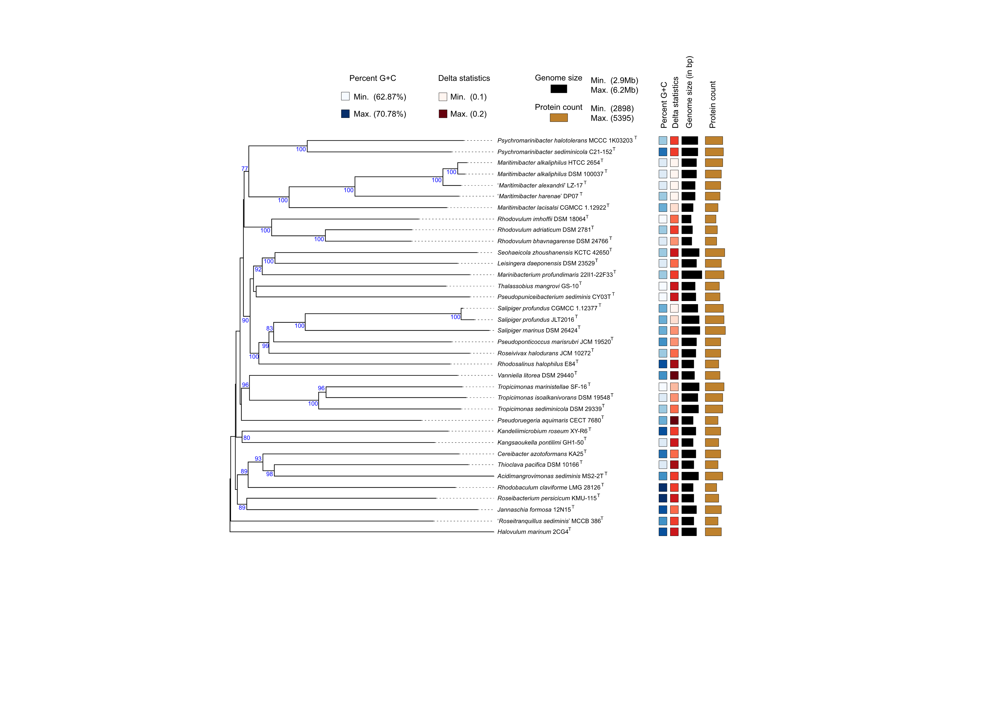 Percent G+C
Min. (62.87%)
Max. (70.78%)
Delta statistics
Min. (0.1)
Max. (0.2)
Genome size
Min. (2.9Mb)
Max. (6.2Mb)
Protein count
Min. (2898)
Max. (5395)
Percent G+C
Delta statistics
Genome size (in bp)
Protein count
Psychromarinibacter halotolerans MCCC 1K03203 T
100
Psychromarinibacter sediminicola C21-152T
Maritimibacter alkaliphilus HTCC 2654T
77
100
Maritimibacter alkaliphilus DSM 100037 T
100
‘Maritimibacter alexandrii’ LZ-17 T
100
‘Maritimibacter harenae’ DP07 T
100
Maritimibacter lacisalsi CGMCC 1.12922T
Rhodovulum imhoffii DSM 18064T
100
Rhodovulum adriaticum DSM 2781T
100
Rhodovulum bhavnagarense DSM 24766 T
Seohaeicola zhoushanensis KCTC 42650T
100
Leisingera daeponensis DSM 23529T
92
Marinibacterium profundimaris 22II1-22F33T
Thalassobius mangrovi GS-10T
Pseudopuniceibacterium sediminis CY03T T
Salipiger profundus CGMCC 1.12377 T
100
90
Salipiger profundus JLT2016 T
100
83
Salipiger marinus DSM 26424T
Pseudoponticoccus marisrubri JCM 19520T
99
Roseivivax halodurans JCM 10272T
100
Rhodosalinus halophilus E84T
Vannielia litorea DSM 29440T
96
96
Tropicimonas marinistellae SF-16 T
Tropicimonas isoalkanivorans DSM 19548T
100
Tropicimonas sediminicola DSM 29339T
Pseudoruegeria aquimaris CECT 7680T
Kandeliimicrobium roseum XY-R6 T
80
Kangsaoukella pontilimi GH1-50T
Cereibacter azotoformans KA25T
93
Thioclava pacifica DSM 10166 T
89
98
Acidimangrovimonas sediminis MS2-2T T
Rhodobaculum claviforme LMG 28126 T
Roseibacterium persicicum KMU-115T
89
Jannaschia formosa 12N15 T
‘Roseitranquillus sediminis’ MCCB 386T
Halovulum marinum 2CG4T